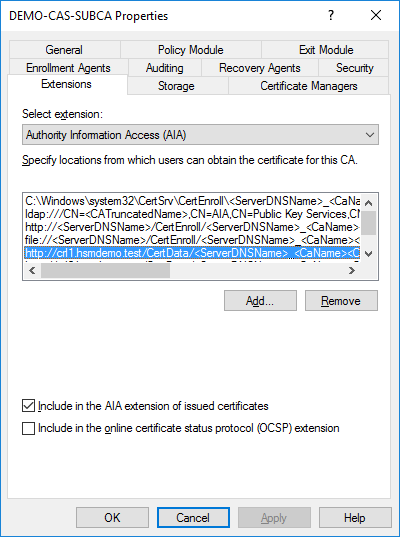 DEMO-CAS-SUBCA Properties ? ×
General Policy Module Exit Module
Enrollment Agents Auditing Recovery Agents Security
Extensions Storage Certificate Managers
Select extension:
Authority Information Access (AIA)
Specify locations from which users can obtain the certificate for this CA.
C:\Windows\system32\CertSrv\CertEnroll\<ServerDNSName>_<CaNa
ldap:///CN=<CATruncatedName>,CN=AIA,CN=Public Key Services,CN
http://<ServerDNSName>/CertEnroll/<ServerDNSName>_<CaName>
file://<ServerDNSName>/CertEnroll/<ServerDNSName>_<CaName><
http://crl1.hsmdemo.test/CertData/<ServerDNSName>_<CaName><C
Add... Remove
Include in the AIA extension of issued certificates
Include in the online certificate status protocol (OCSP) extension
OK Cancel Apply Help